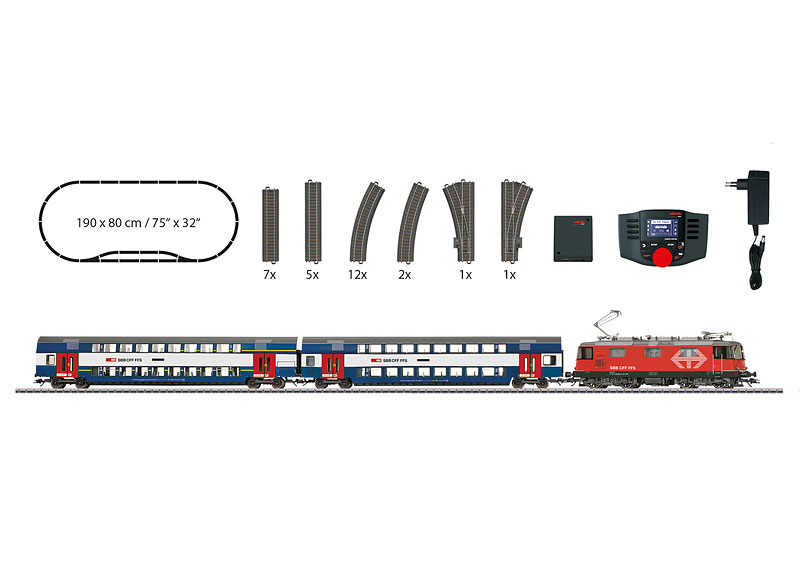 190 x 80 cm / 75“ x 32“
7x
5x
12x
2x
1x
1x
SBB CFF FFS
SBB CFF FFS
SBB CFF FFS